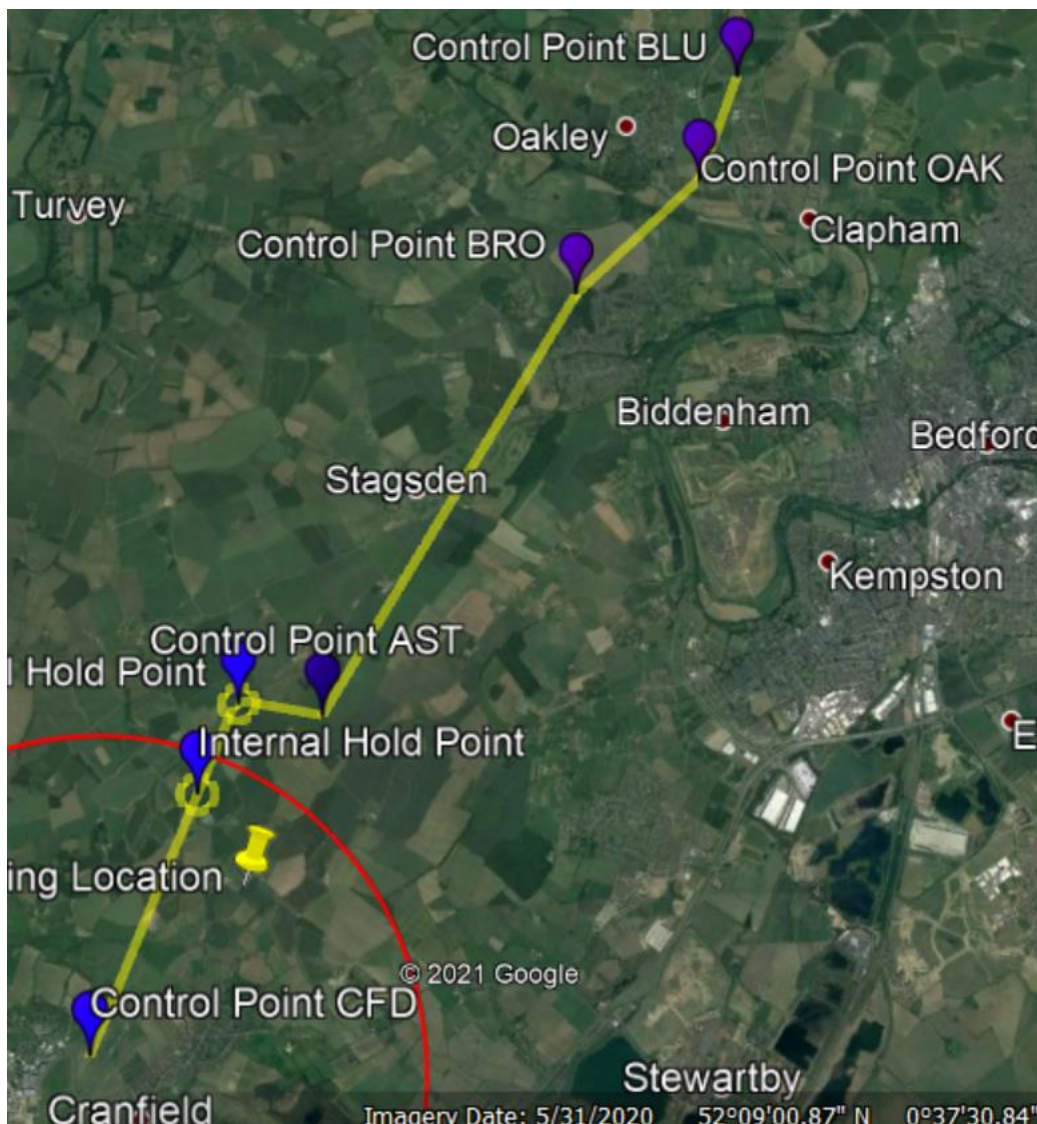 Control Point BLU
Oakley
Control Point OAK
Turvey
Clapham
Control Point BRO
Biddenham
Bedford
Stagsden
Kempston
Control Point AST
l Hold Point
Internal Hold Point
E
ing Location
© 2021 Google
Control Point CFD
Stewartby
Cranfield
Imagery Date: 5/31/2020 52°09'00.87" N 0°37'30.84"